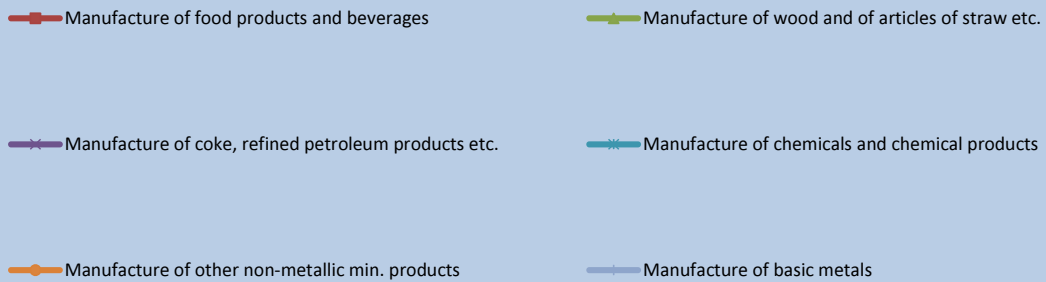 Manufacture of food products and beverages
Manufacture of wood and of articles of straw etc.
Manufacture of coke, refined petroleum products etc.
Manufacture of chemicals and chemical products
Manufacture of other non-metallic min. products
Manufacture of basic metals